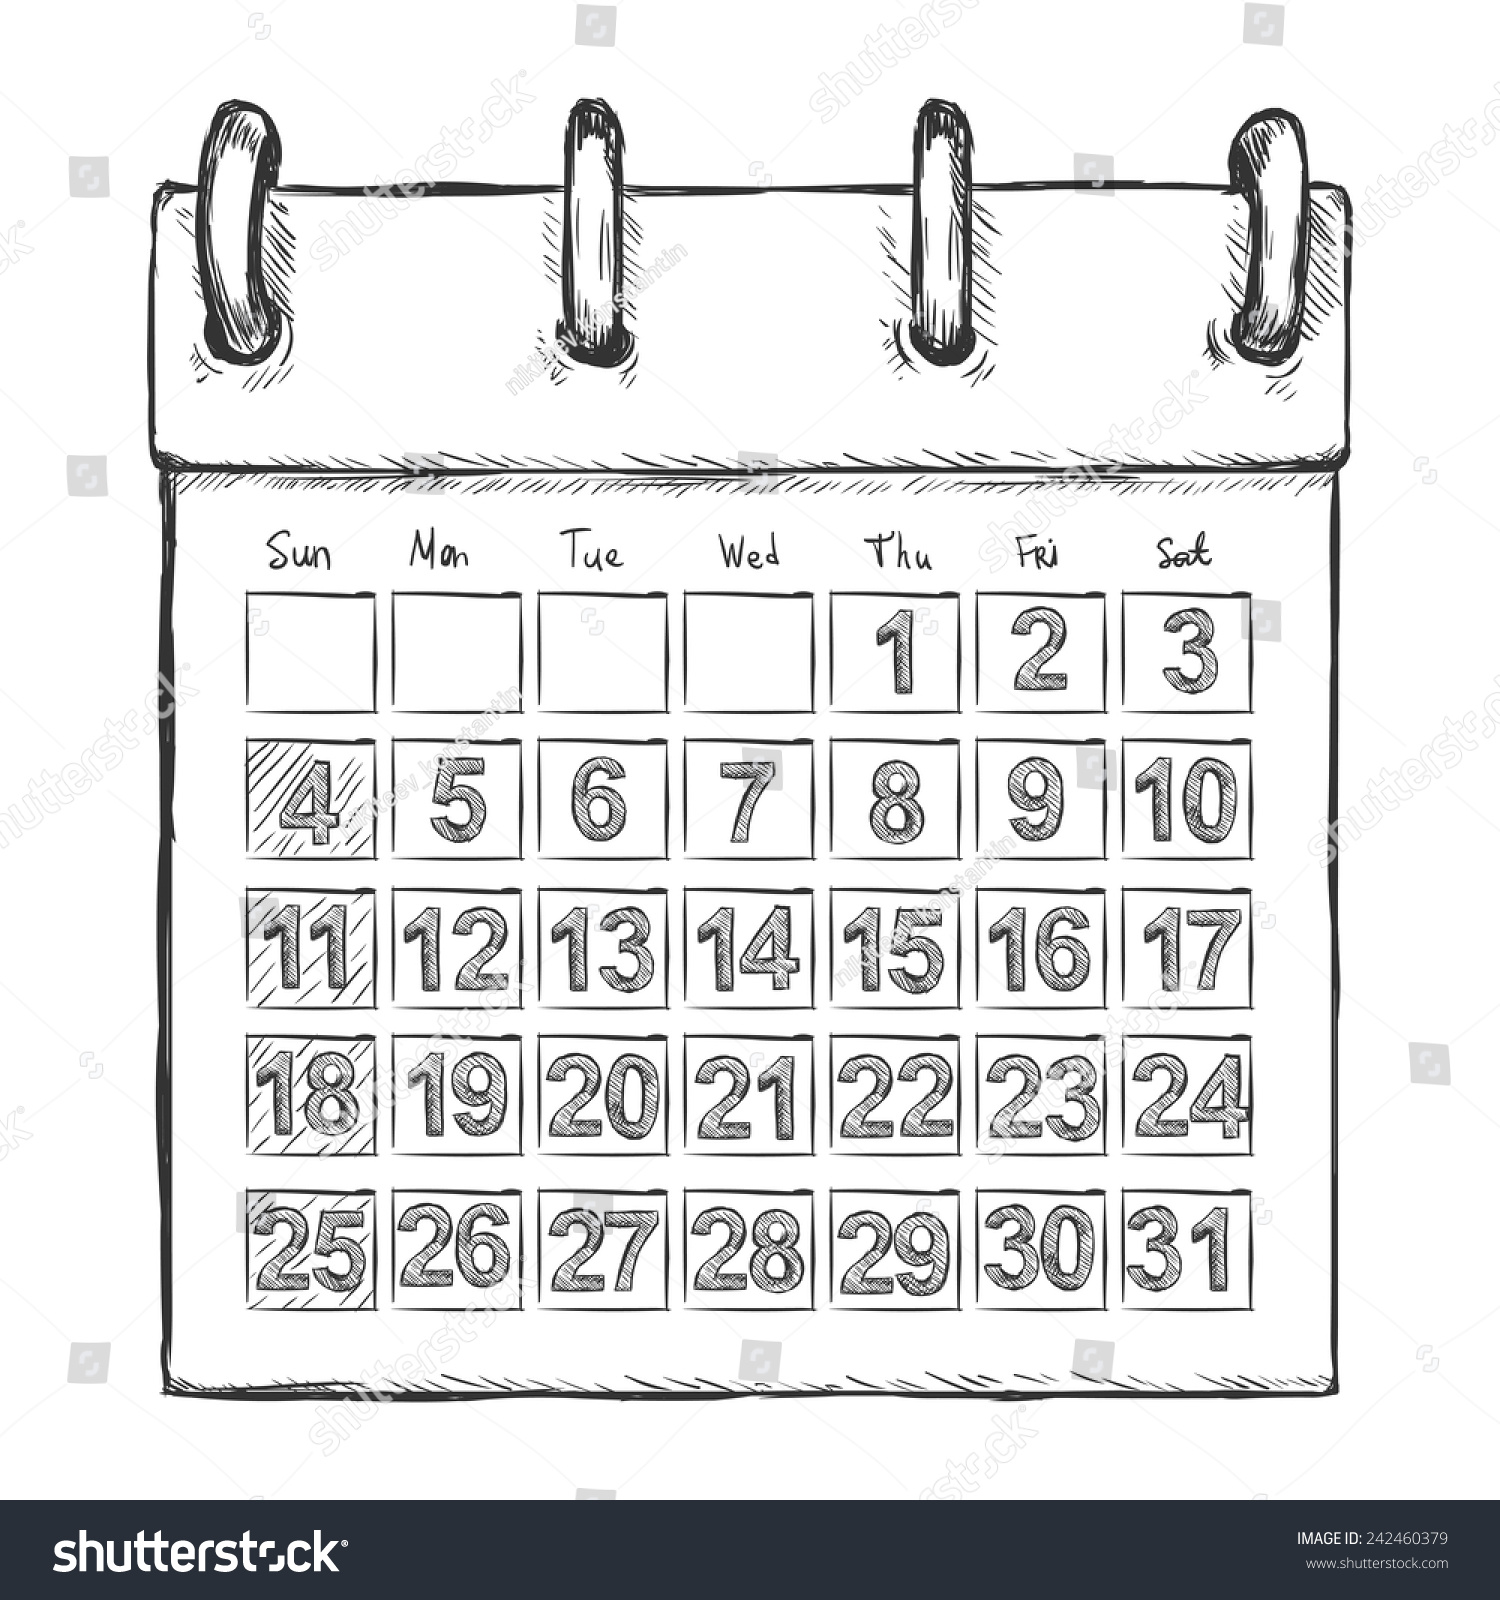 Sun Mon Tue Wed Thu Fri Sat
1 2 3
4 5 6 7 8 9 10
11 12 13 14 15 16 17
18 19 20 21 22 23 24
25 26 27 28 29 30 31
shutterstock
IMAGE ID: 242460379
www.shutterstock.com